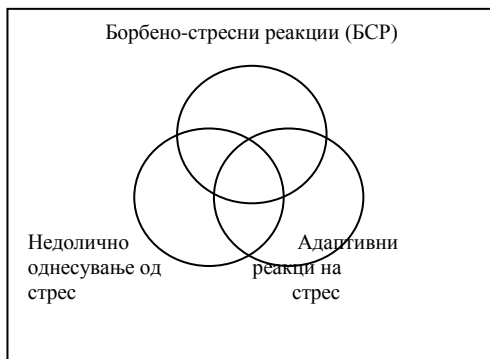 Борбено-стресни реакции (БСР)
Недолично
однесување од
стрес
Адаптивни
реакци на
стрес